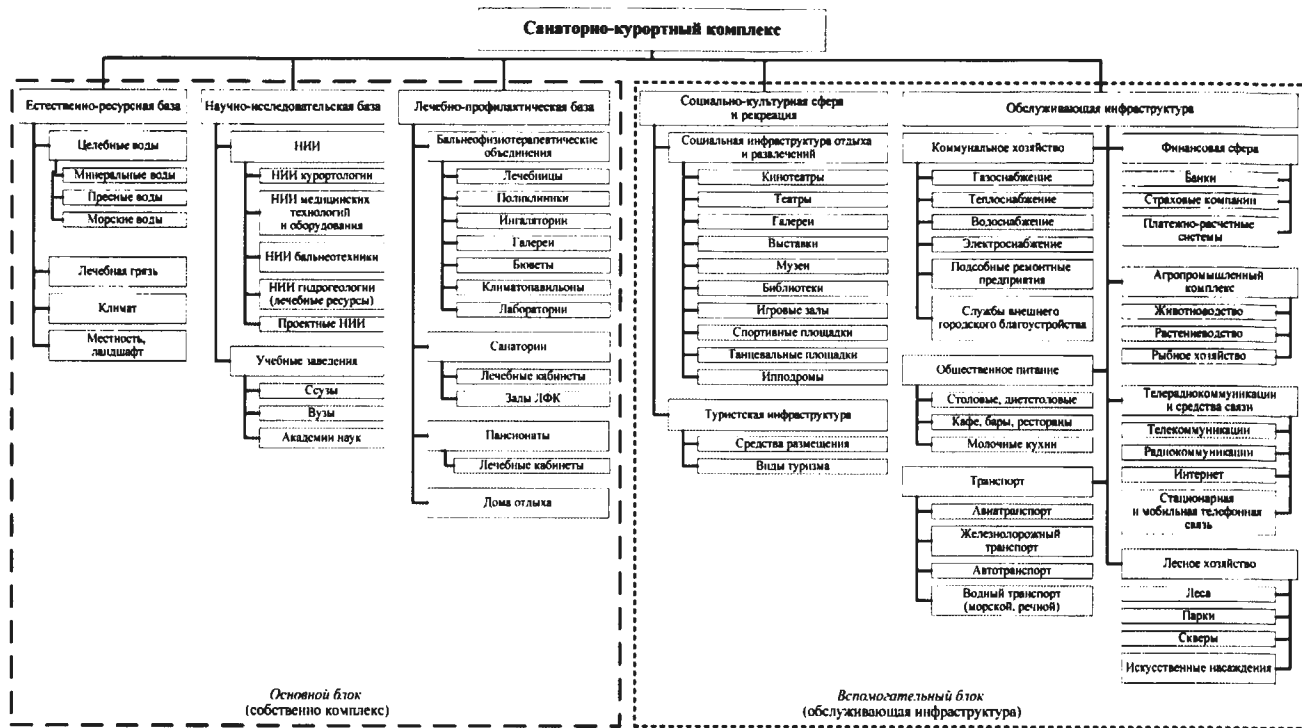 Санаторно-курортный комплекс
Естественно-ресурсная база
Целебные воды
Минеральные воды
Пресные воды
Морские воды
Лечебная грязь
Климат
Местность,
ландшафт
Научно-исследовательская база
НИИ
НИИ курортологии
НИИ медицинских
технологий
и оборудования
НИИ бальнеотехники
НИИ гидрогеологии
(лечебные ресурсы)
Проектные НИИ
Учебные заведения
Ссузы
Вузы
Академии наук
Лечебно-профилактическая база
Бальнеофизиотерапевтические
объединения
Лечебницы
Поликлиники
Ингалятории
Галереи
Бюветы
Климатопавильоны
Лаборатории
Санатории
Лечебные кабинеты
Залы ЛФК
Пансионаты
Лечебные кабинеты
Дома отдыха
Основной блок
(собственно комплекс)
Социально-культурная сфера
и рекреация
Социальная инфраструктура отдыха
и развлечений
Кинотеатры
Театры
Галереи
Выставки
Музеи
Библиотеки
Игровые залы
Спортивные площадки
Танцевальные площадки
Ипподромы
Туристская инфраструктура
Средства размещения
Виды туризма
Обслуживающая инфраструктура
Коммунальное хозяйство
Газоснабжение
Теплоснабжение
Водоснабжение
Электроснабжение
Подсобные ремонтные
предприятия
Службы внешнего
городского благоустройства
Общественное питание
Столовые, диетстоловые
Кафе, бары, рестораны
Молочные кухни
Транспорт
Авиатранспорт
Железнодорожный
транспорт
Автотранспорт
Водный транспорт
(морской, речной)
Финансовая сфера
Банки
Страховые компании
Платежно-расчетные
системы
Агропромышленный
комплекс
Животноводство
Растениеводство
Рыбное хозяйство
Телерадиокоммуникации
и средства связи
Телекоммуникации
Радиокоммуникации
Интернет
Стационарная
и мобильная телефонная
связь
Лесное хозяйство
Леса
Парки
Скверы
Искусственные насаждения
Вспомогательный блок
(обслуживающая инфраструктура)